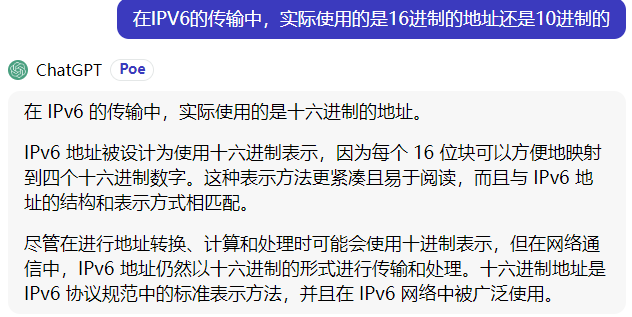 在IPV6的传输中，实际使用的是16进制的地址还是10进制的
ChatGPT Poe
在 IPv6 的传输中，实际使用的是十六进制的地址。
IPv6 地址被设计为使用十六进制表示，因为每个 16 位块可以方便地映射
到四个十六进制数字。这种表示方法更紧凑且易于阅读，而且与 IPv6 地
址的结构和表示方式相匹配。
尽管在进行地址转换、计算和处理时可能会使用十进制表示，但在网络通
信中，IPv6 地址仍然以十六进制的形式进行传输和处理。十六进制地址是
IPv6 协议规范中的标准表示方法，并且在 IPv6 网络中被广泛使用。